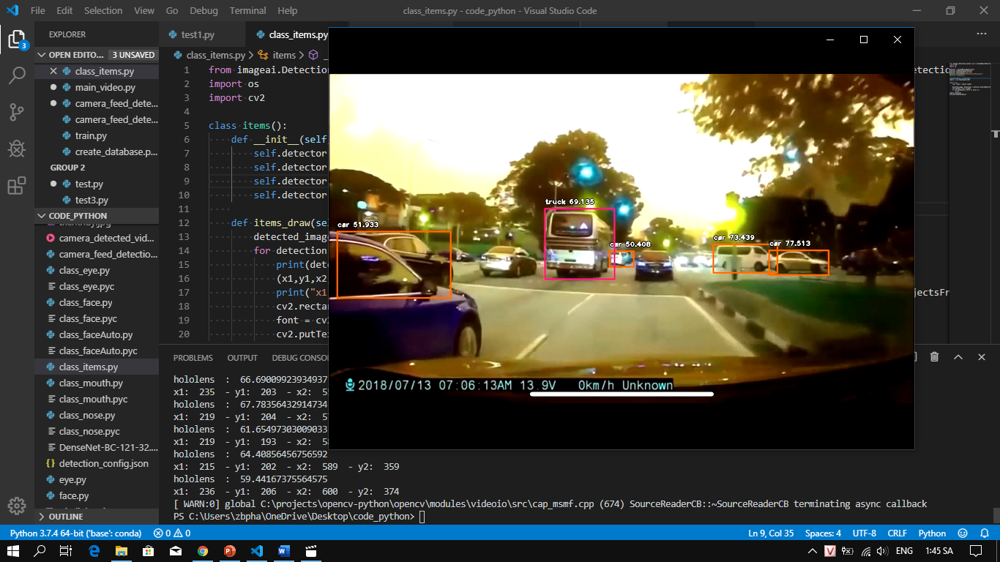 File Edit Selection View Go Debug Terminal Help
class_items.py - code_python - Visual Studio Code
3
EXPLORER
OPEN EDITO... 3 UNSAVED
class_items.py
main_video.py
camera_feed_dete...
camera_feed_dete...
train.py
create_database.p...
GROUP 2
test.py
test3.py
CODE_PYTHON
camera_detected_vid...
camera_feed_detectio...
class_eye.py
class_eye.pyc
class_face.py
class_face.pyc
class_faceAuto.py
class_faceAuto.pyc
class_items.py
class_mouth.py
class_mouth.pyc
class_nose.py
class_nose.pyc
DenseNet-BC-121-32....
detection_config.json
eye.py
face.py
OUTLINE
test1.py
class_items.py
class_items.py > items >
1 from imageai.Detectio
2 import os
3 import cv2
4
5 class items():
6 def __init__(self
7 self.detector
8 self.detector
9 self.detector
10 self.detector
11
12 def items_draw(se
13 detected_imag
14 for detection
15 print(det
16 (x1,y1,x2
17 print("x1
18 cv2.recta
19 font = cv
20 cv2.putTe
etection
jectsFr
truck 69.135
car 51.933
car 50.408
car 73.439
car 77.513
2018/07/13 07:06:13AM 13.9V 0km/h Unknown
PROBLEMS OUTPUT DEBUG CONSO
hololens : 66.69009923934937
x1: 235 - y1: 203 - x2: 5
hololens : 67.78356432914734
x1: 219 - y1: 204 - x2: 5
hololens : 61.65497303009033
x1: 219 - y1: 193 - x2: 58
hololens : 64.40856456756592
x1: 215 - y1: 202 - x2: 589 - y2: 359
hololens : 59.44167375564575
x1: 236 - y1: 206 - x2: 600 - y2: 374
[ WARN:0] global C:\projects\opencv-python\opencv\modules\videoio\src\cap_msmf.cpp (674) SourceReaderCB::~SourceReaderCB terminating async callback
PS C:\Users\zbpha\OneDrive\Desktop\code_python>
Python 3.7.4 64-bit ('base': conda) 0 0 Ln 9, Col 35 Spaces: 4 UTF-8 CRLF Python
V ENG 1:45 SA